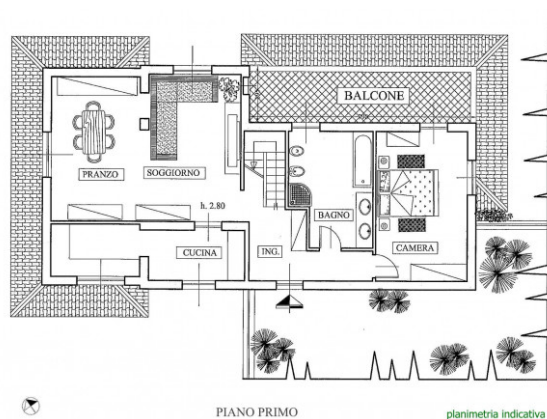 BALCONE
PRANZO
SOGGIORNO
h. 2.80
BAGNO
CUCINA
ING.
CAMERA
PIANO PRIMO
planimetria indicativa